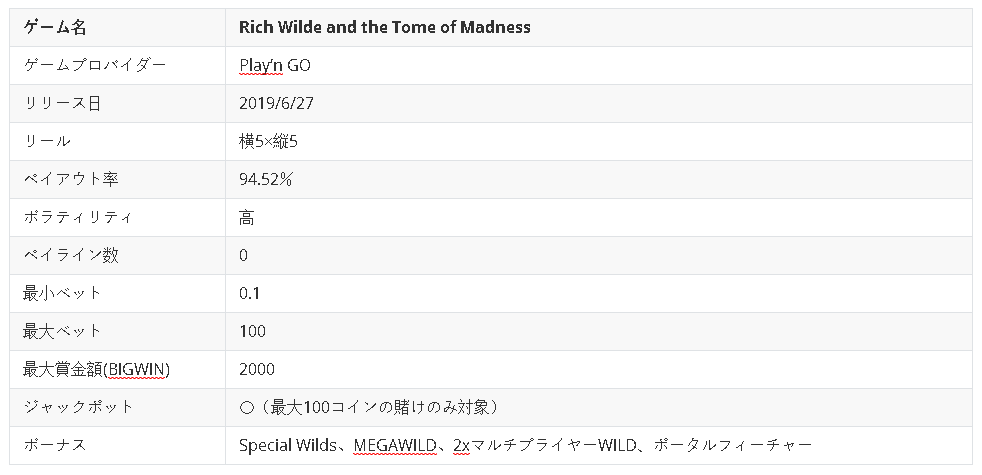 ゲーム名 Rich Wilde and the Tome of Madness
ゲームプロバイダー Play'n GO
リリース日 2019/6/27
リール 横5×縦5
ペイアウト率 94.52%
ボラティリティ 高
ペイライン数 0
最小ベット 0.1
最大ベット 100
最大賞金額(BIGWIN) 2000
ジャックポット 〇（最大100コインの賭けのみ対象）
ボーナス Special Wilds、MEGAWILD、2xマルチプライヤーWILD、ポータルフィーチャー